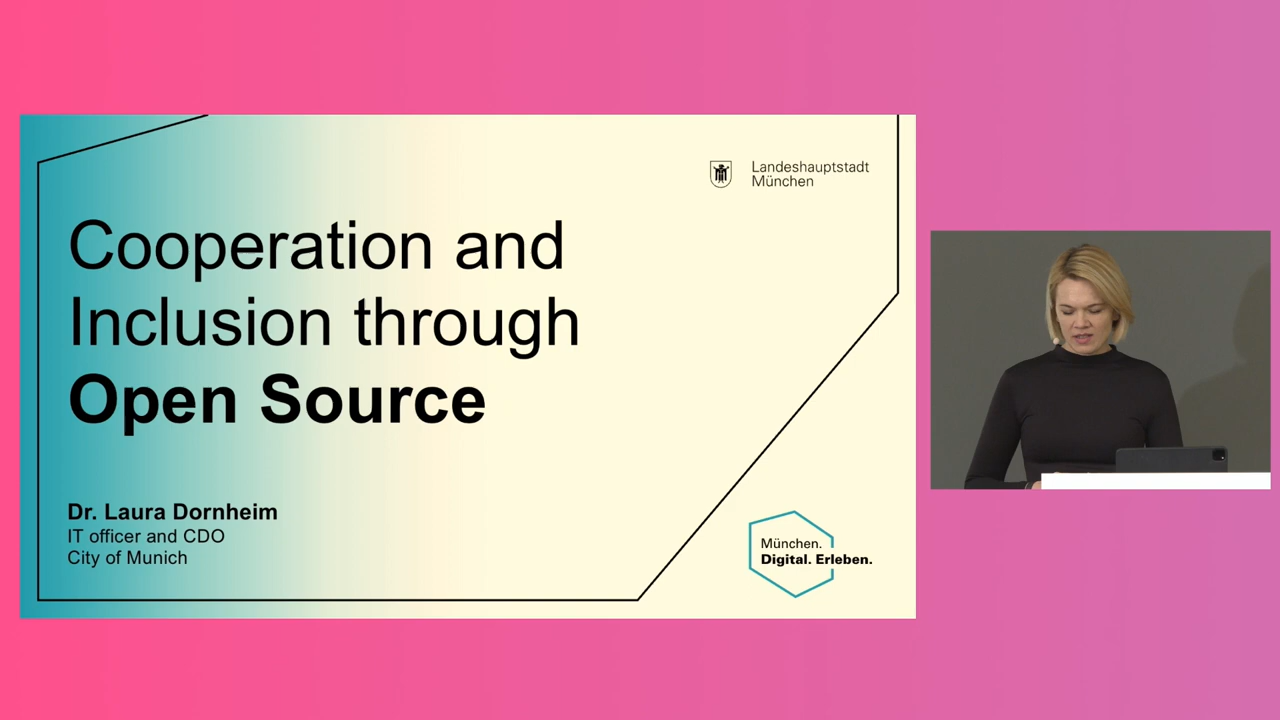 Landeshauptstadt
München
Cooperation and
Inclusion through
Open Source
Dr. Laura Dornheim
IT officer and CDO
City of Munich
München.
Digital. Erleben.